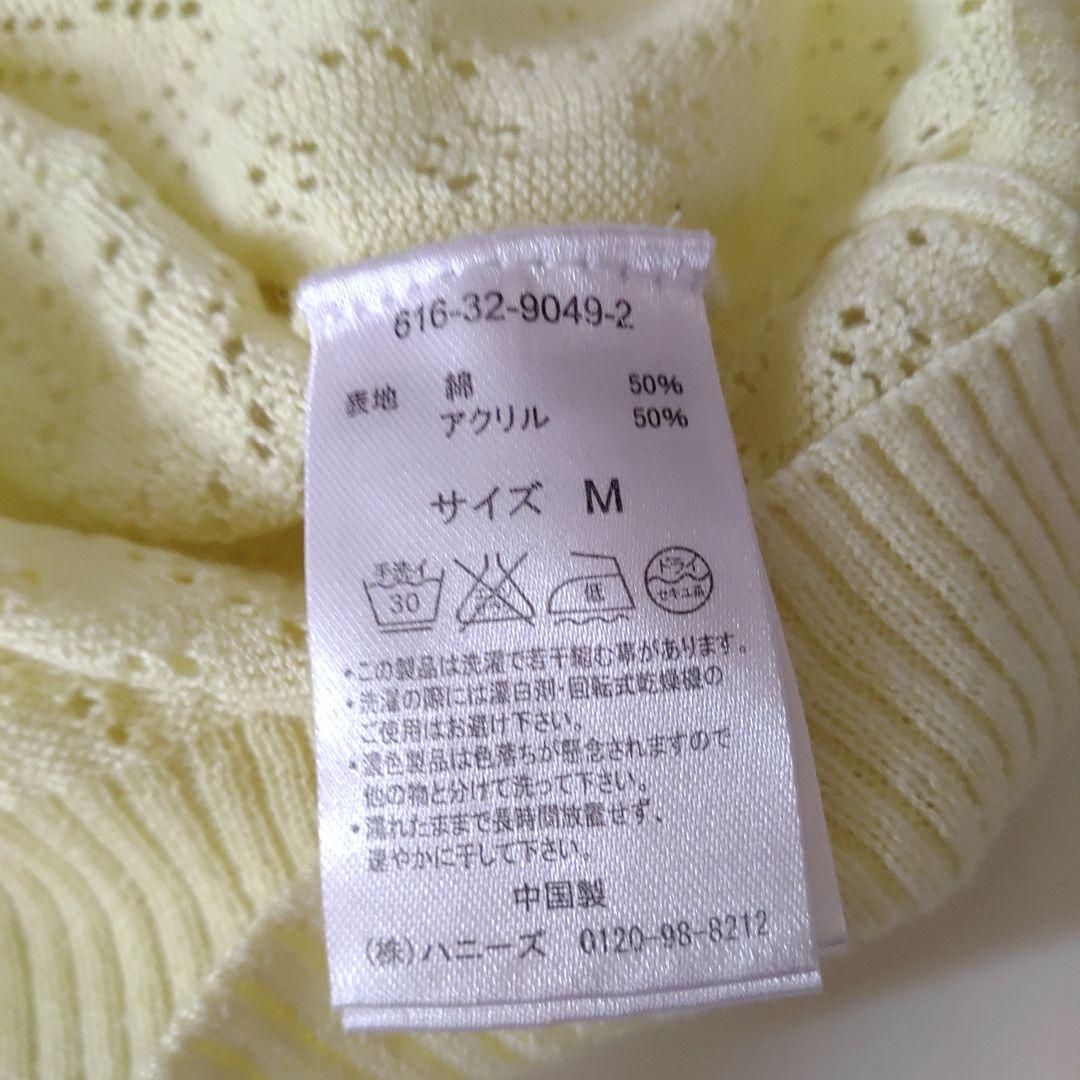 616-32-9049-2
表地 綿 50%
アクリル 50%
サイズ M
手洗イ 30 低 ドライ セキユ系
・この製品は洗濯で若干縮む事があります。
・洗濯の際には漂白剤・回転式乾燥機の
ご使用はお避け下さい。
・濃色製品は色落ちが懸念されますので
他の物と分けて洗って下さい。
・濡れたままで長時間放置せず、
速やかに干して下さい。
中国製
(株)ハニーズ 0120-98-8212